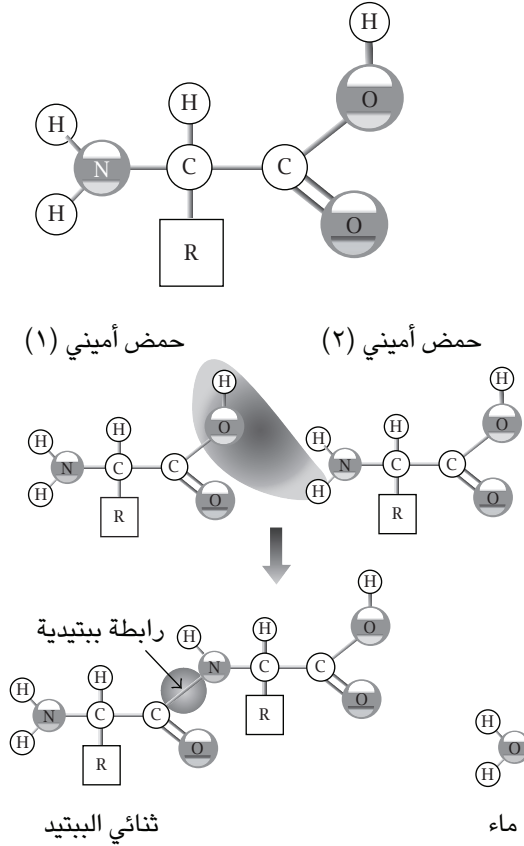 H
H O
H
N C C
H O
R
حمض أميني (١) حمض أميني (٢)
H H
H O H O
H H
N C C N C C
H O H O
R R
H
رابطة ببتيدية H H O
H H N C C
N C C R O
H O H
R O
H
ثنائي الببتيد ماء